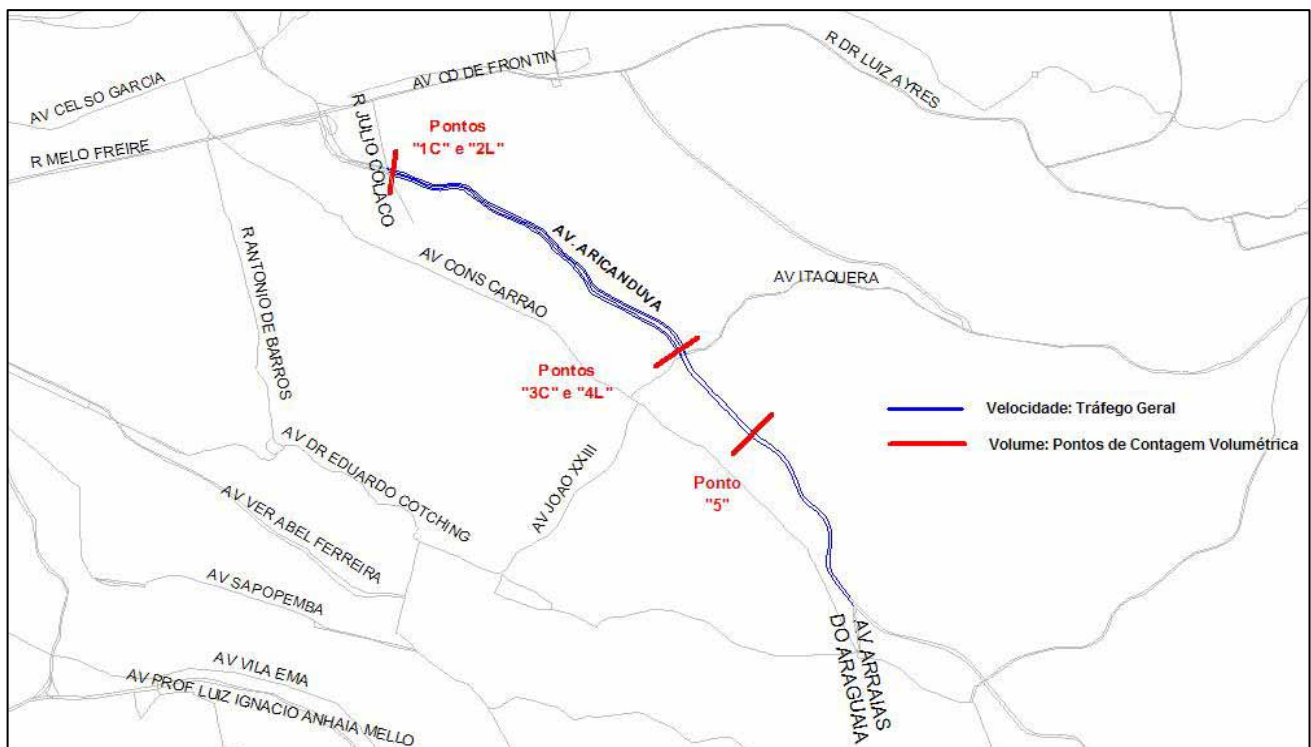 AV CD DE FRONTIN
R DR LUIZ AYRES
AV CELSO GARCIA
R MELO FREIRE
R JULIO COLACO
Pontos
"1C" e "2L"
AV. ARICANDUVA
AV CONS CARRAO
R ANTONIO DE BARROS
AV ITAQUERA
Pontos
"3C" e "4L"
Velocidade: Tráfego Geral
Volume: Pontos de Contagem Volumétrica
Ponto
"5"
AV JOAO XXIII
AV DR EDUARDO COTCHING
AV VER ABEL FERREIRA
AV SAPOPEMBA
AV VILA EMA
AV PROF LUIZ IGNACIO ANHAIA MELLO
AV. ARRAIAS
DO ARAGUAIA